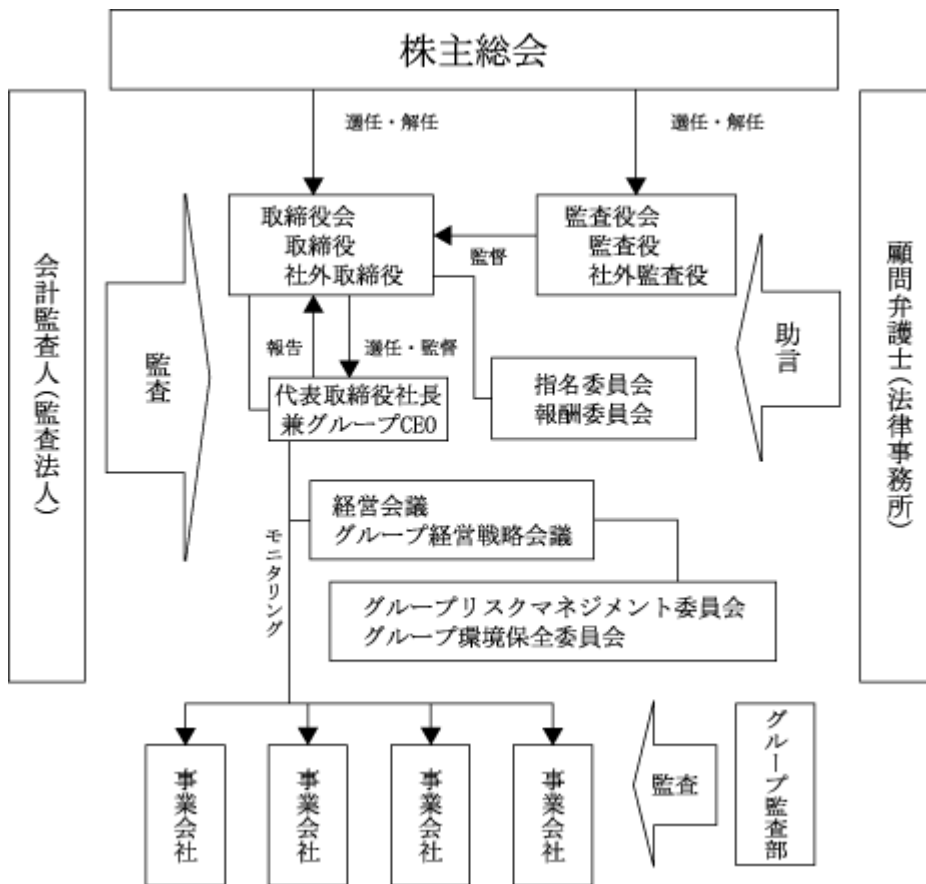 株主総会
選任・解任
選任・解任
会計監査人(監査法人)
顧問弁護士(法律事務所)
取締役会
取締役
社外取締役
監査役会
監査役
社外監査役
監督
監査
助言
報告
選任・監督
代表取締役社長
兼グループCEO
指名委員会
報酬委員会
経営会議
グループ経営戦略会議
モニタリング
グループリスクマネジメント委員会
グループ環境保全委員会
事業会社
事業会社
事業会社
事業会社
監査
グループ監査部